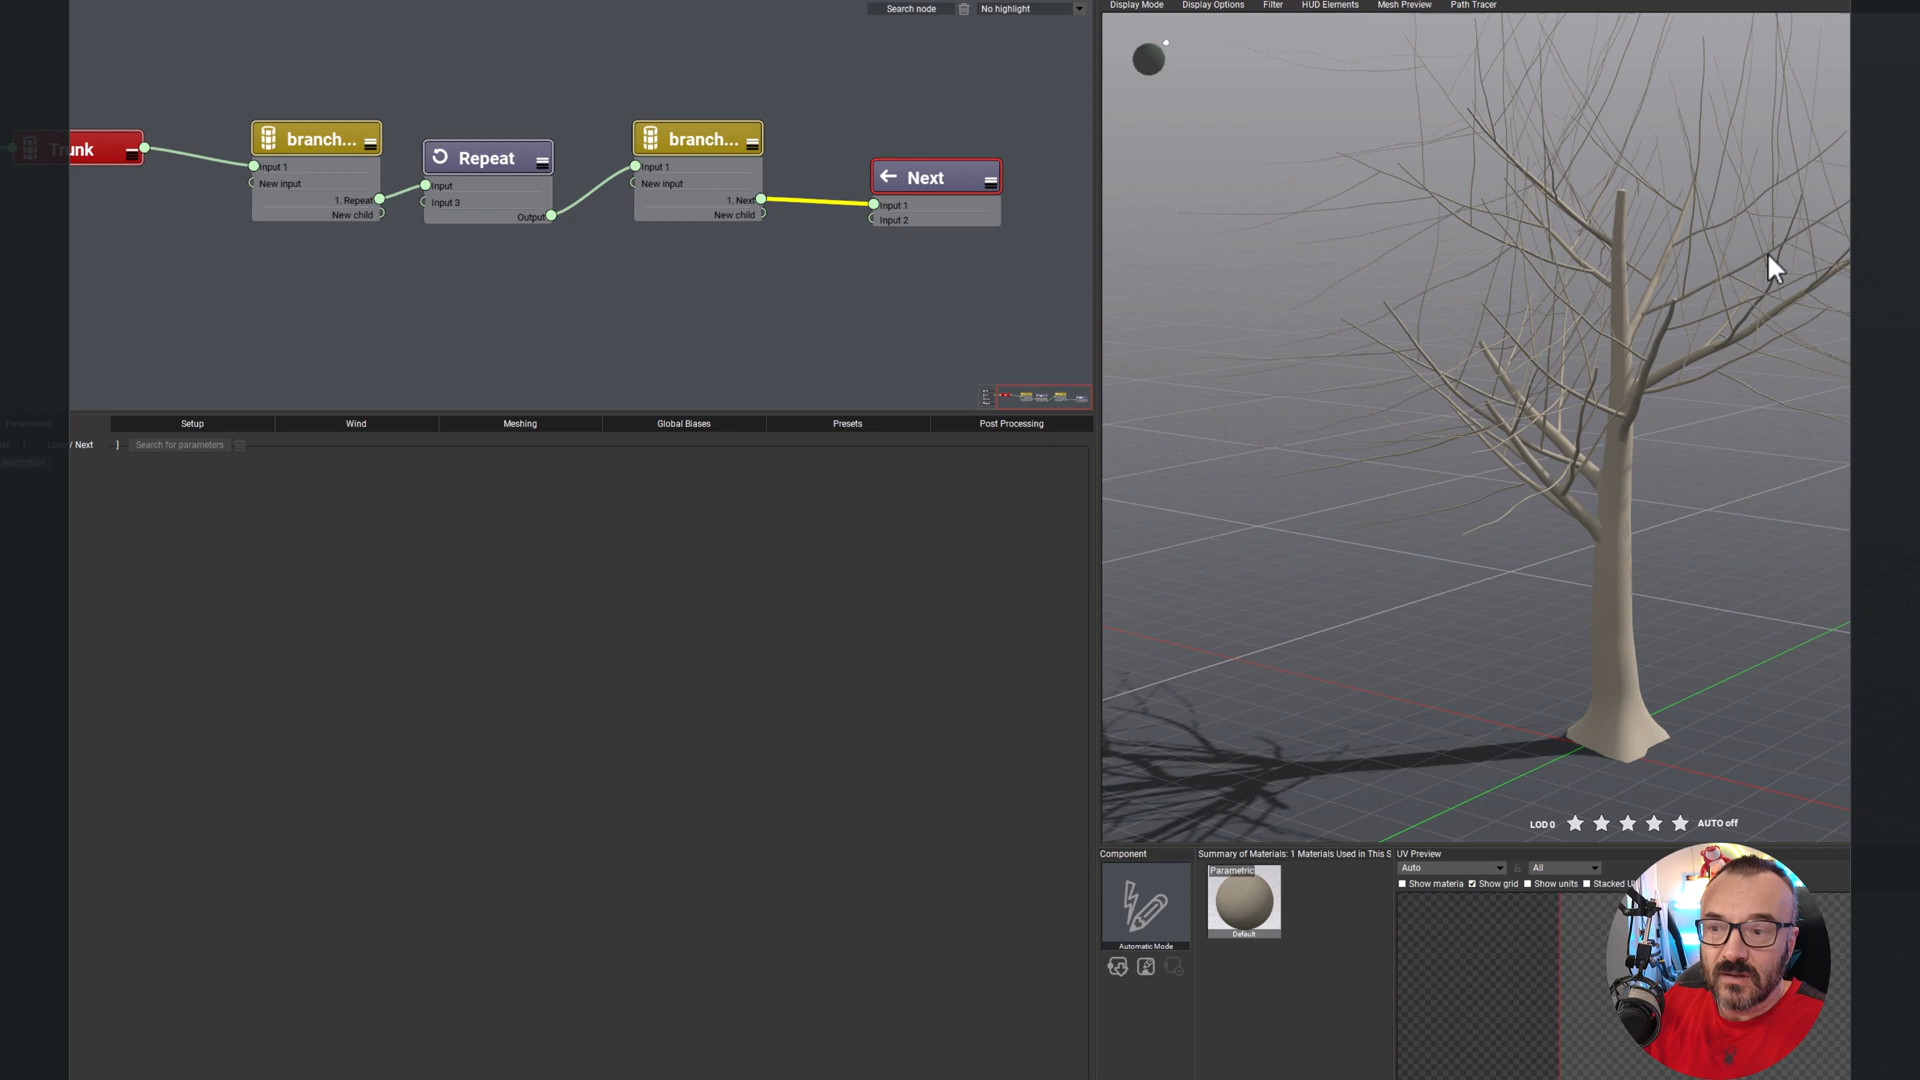 Search node
No highlight
Trunk
branch...
Input 1
New input
1. Repeat
New child
Repeat
Input
Input 3
Output
branch...
Input 1
New input
1. Next
New child
Next
Input 1
Input 2
Parameters
Setup
Wind
Meshing
Global Biases
Presets
Post Processing
Loop / Next
]
Search for parameters
Description
Display Mode
Display Options
Filter
HUD Elements
Mesh Preview
Path Tracer
LOD 0
AUTO off
Component
Automatic Mode
Summary of Materials: 1 Materials Used in This S
Parametric
Default
UV Preview
Auto
All
Show materia
Show grid
Show units
Stacked U